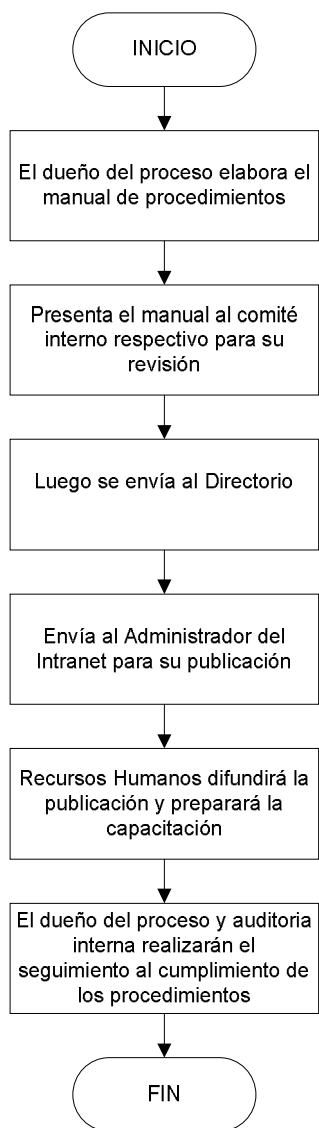 INICIO
El dueño del proceso elabora el
manual de procedimientos
Presenta el manual al comité
interno respectivo para su
revisión
Luego se envía al Directorio
Envía al Administrador del
Intranet para su publicación
Recursos Humanos difundirá la
publicación y preparará la
capacitación
El dueño del proceso y auditoria
interna realizarán el
seguimiento al cumplimiento de
los procedimientos
FIN